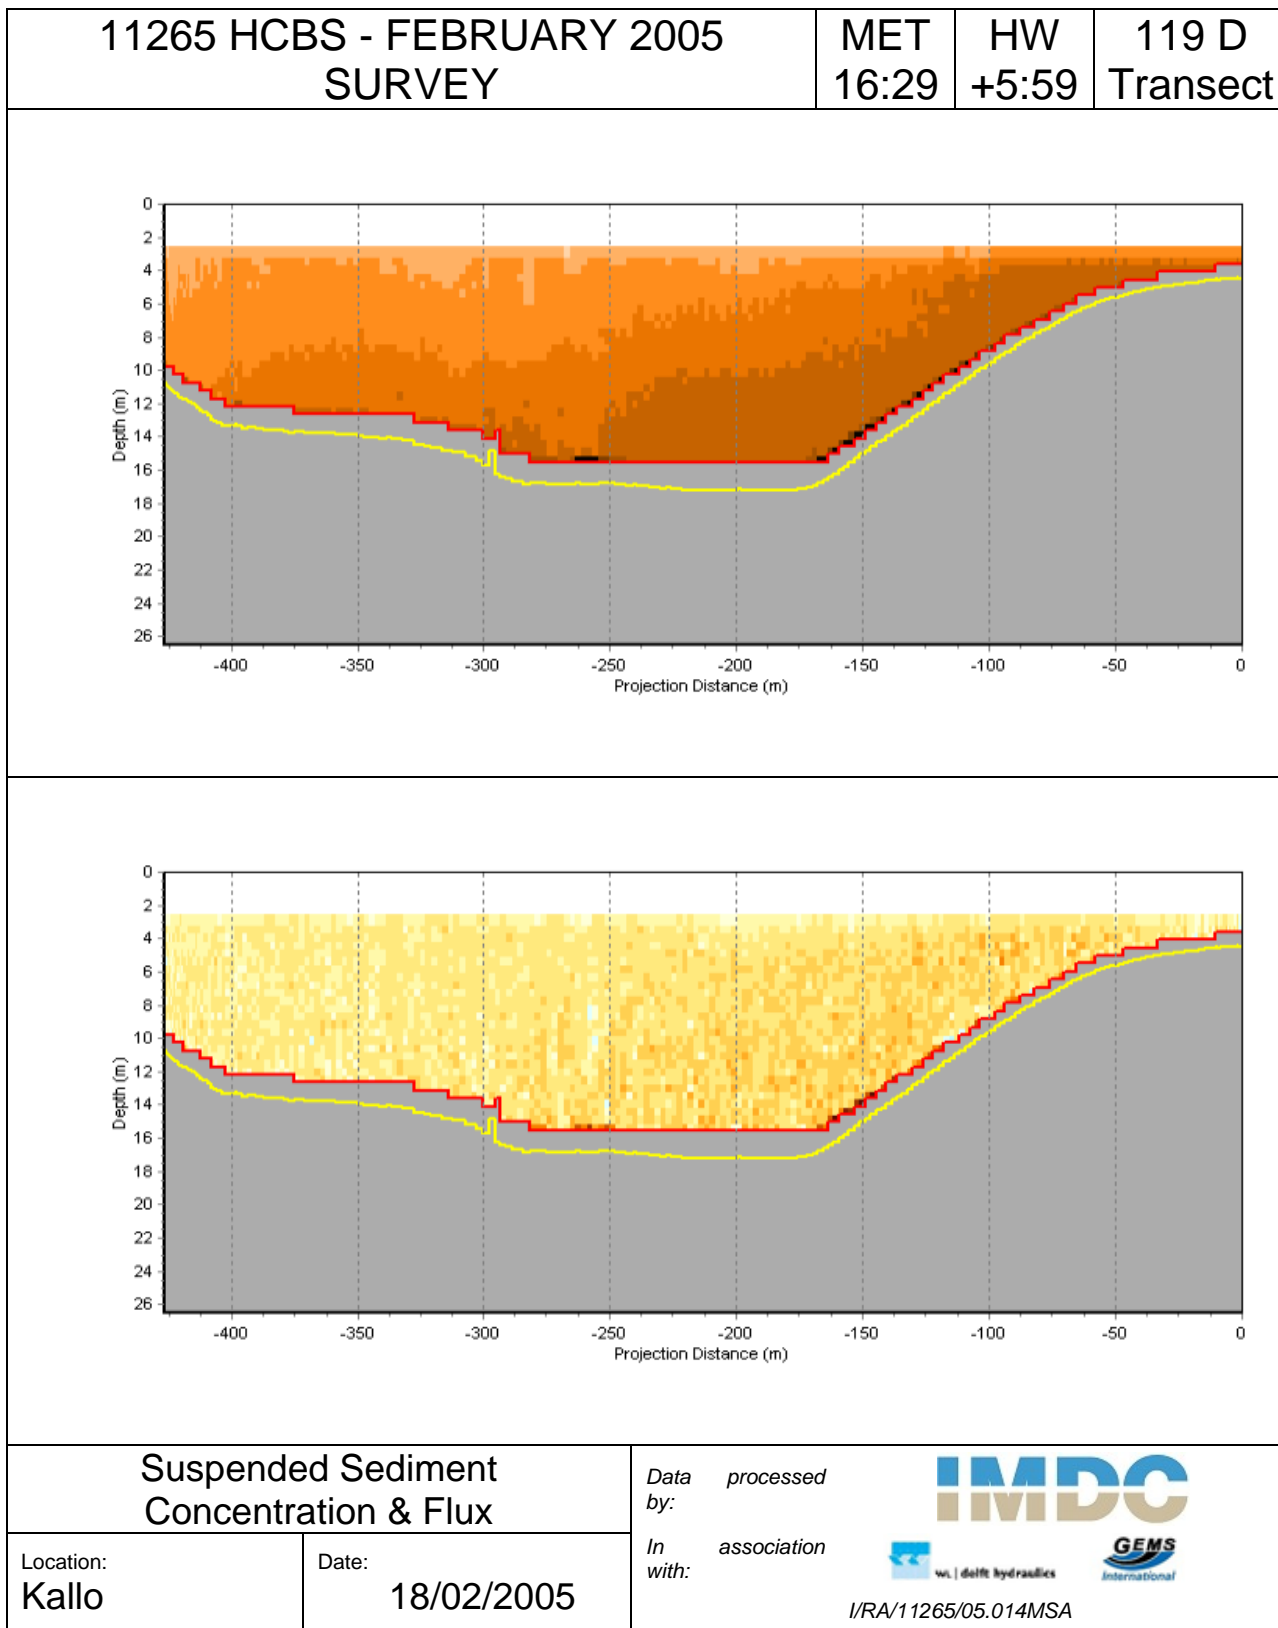 11265 HCBS - FEBRUARY 2005
SURVEY
MET
16:29
HW
+5:59
119 D
Transect
0
2
4
6
8
10
12
14
16
18
20
22
24
26
Depth (m)
-400
-350
-300
-250
-200
-150
-100
-50
0
Projection Distance (m)
0
2
4
6
8
10
12
14
16
18
20
22
24
26
Depth (m)
-400
-350
-300
-250
-200
-150
-100
-50
0
Projection Distance (m)
Suspended Sediment
Concentration & Flux
Location:
Kallo
Date:
18/02/2005
Data processed
by:
IMDC
In association
with:
wl | delft hydraulics
GEMS
International
I/RA/11265/05.014MSA